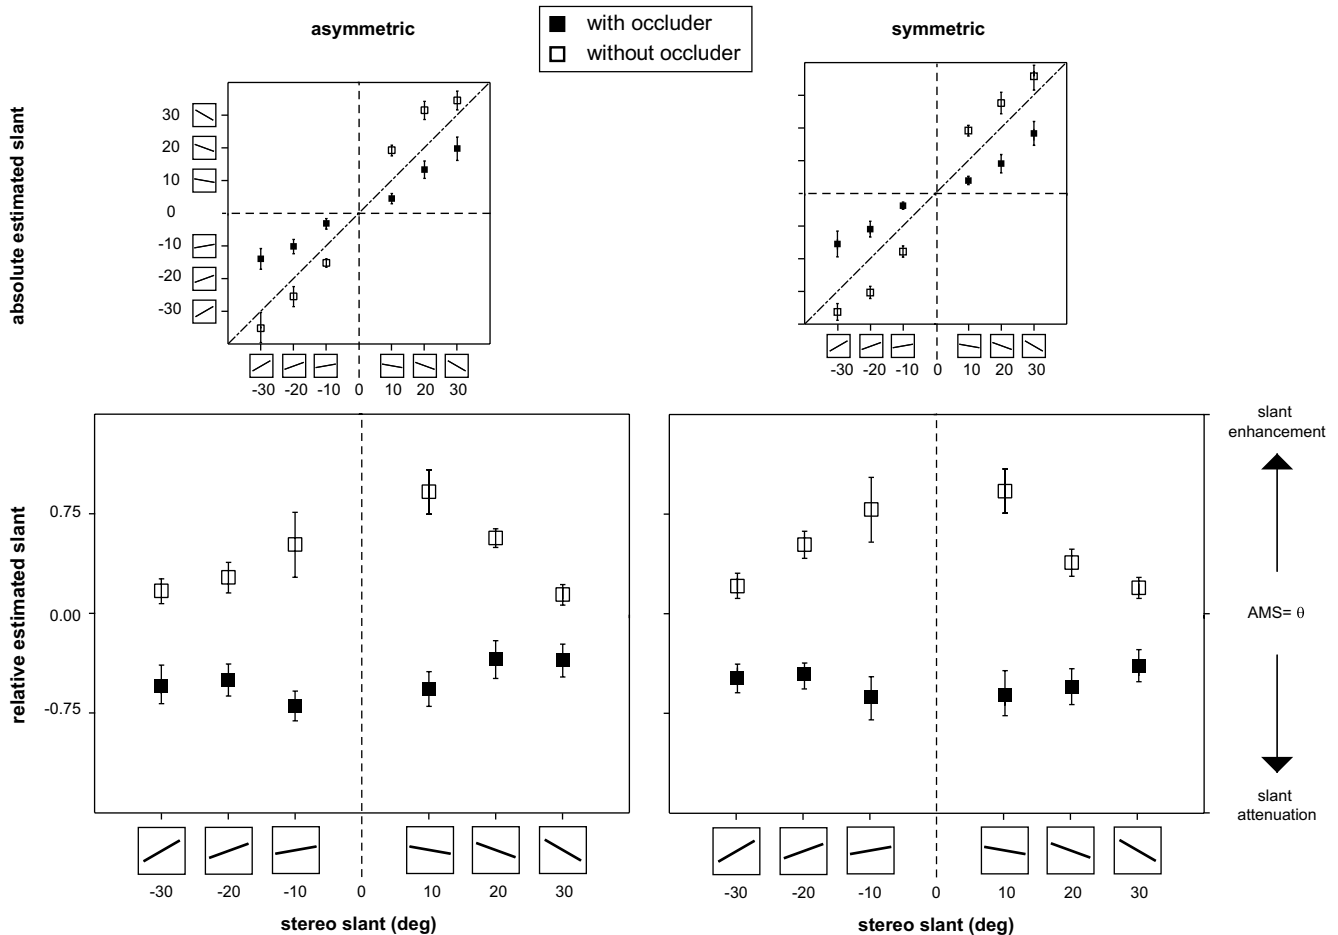 asymmetric
with occluder
without occluder
symmetric
absolute estimated slant
30
20
10
0
-10
-20
-30
-30 -20 -10 0 10 20 30
-30 -20 -10 0 10 20 30
relative estimated slant
0.75
0.00
-0.75
slant
enhancement
AMS= θ
slant
attenuation
-30 -20 -10 0 10 20 30
-30 -20 -10 0 10 20 30
stereo slant (deg)
stereo slant (deg)